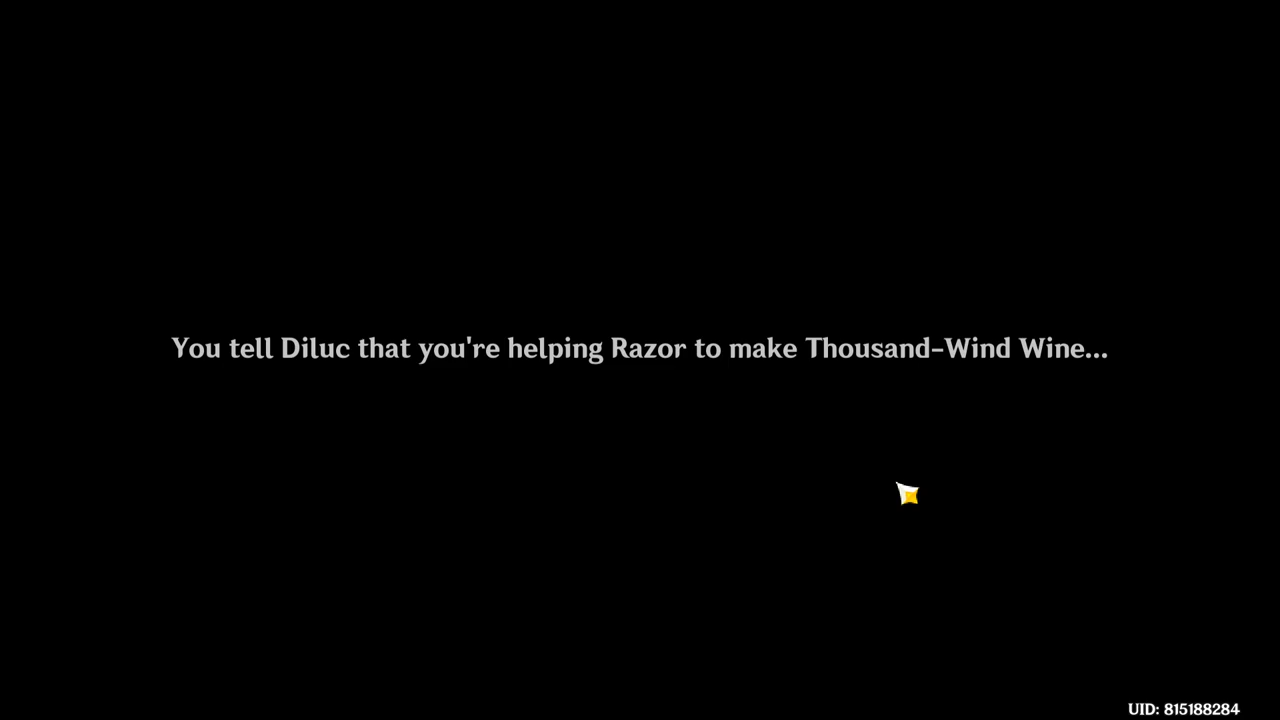 You tell Diluc that you're helping Razor to make Thousand-Wind Wine...
UID: 815188284